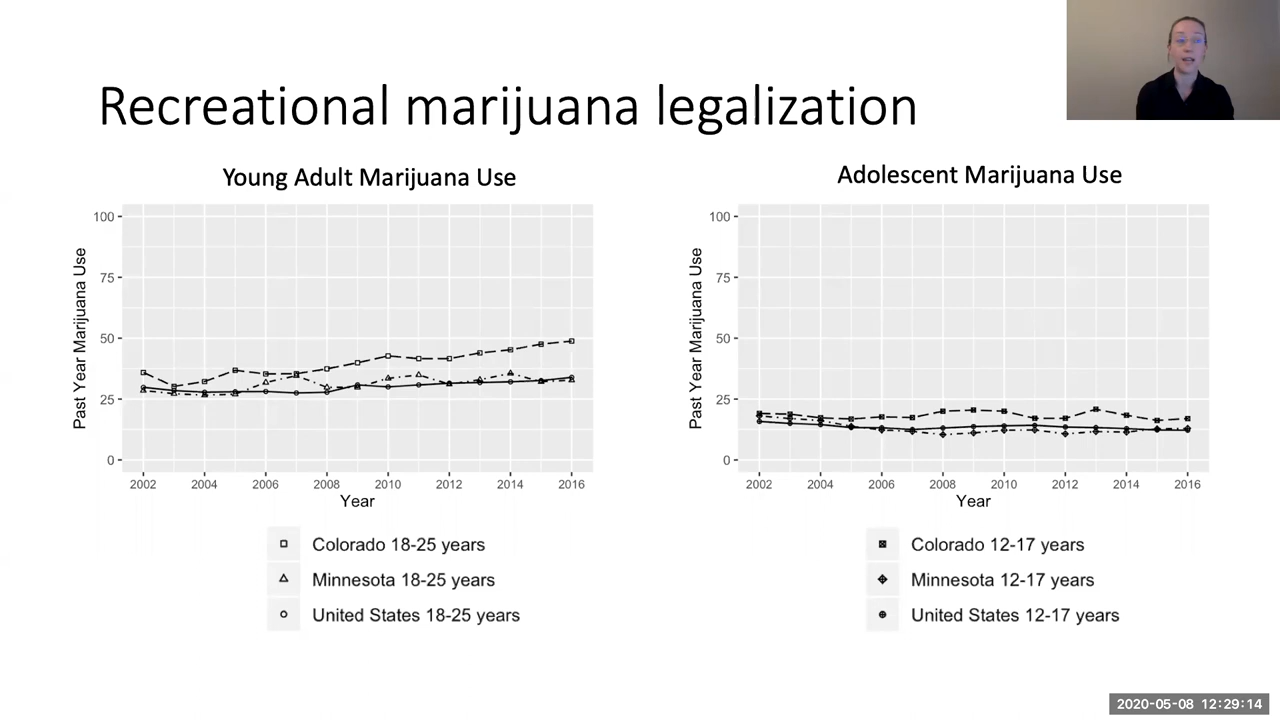 Recreational marijuana legalization
Young Adult Marijuana Use
Past Year Marijuana Use
100
75
50
25
0
2002 2004 2006 2008 2010 2012 2014 2016
Year
Colorado 18-25 years
Minnesota 18-25 years
United States 18-25 years
Adolescent Marijuana Use
Past Year Marijuana Use
100
75
50
25
0
2002 2004 2006 2008 2010 2012 2014 2016
Year
Colorado 12-17 years
Minnesota 12-17 years
United States 12-17 years
2020-05-08 12:29:14